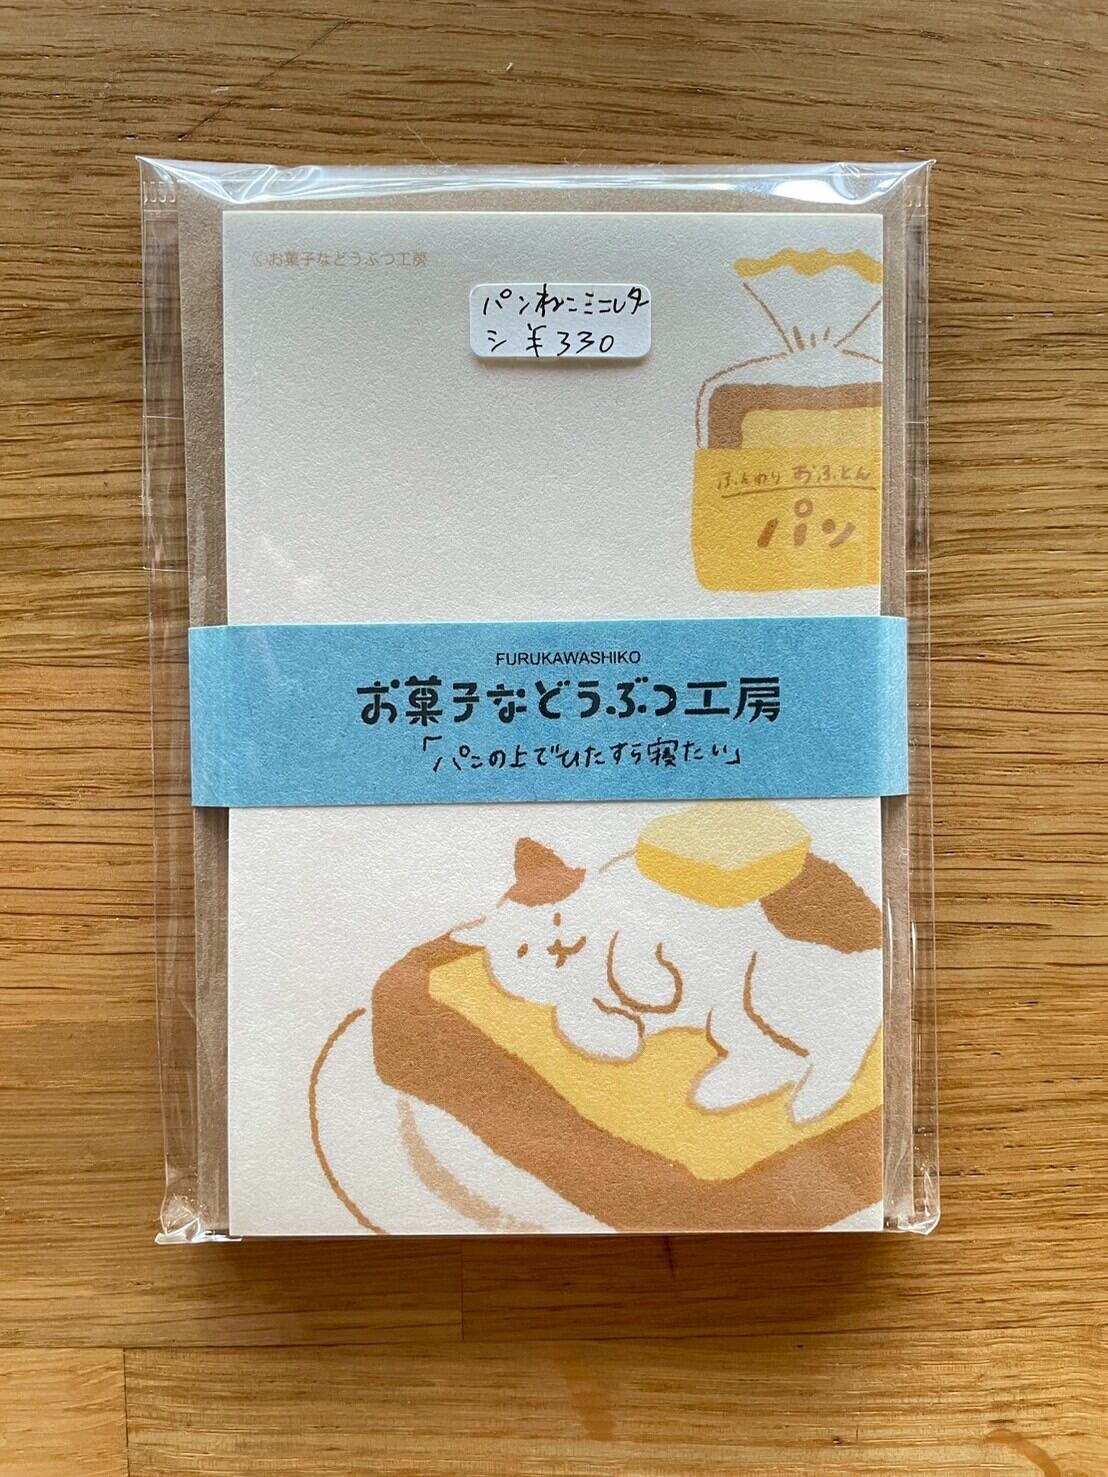 ©お菓子などうぶつ工房
パンねこミニレター
シ ¥330
ふんわり おふとん
パン
FURUKAWASHIKO
お菓子などうぶつ工房
「パンの上でひたすら寝たい」